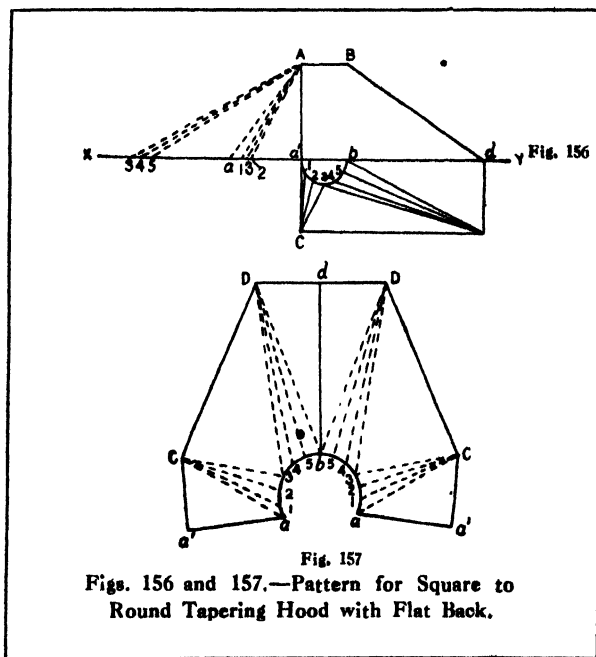 A B
X 3 4 5 a 1 3 2 a' b d Y Fig. 156
1 2 3 4 5
C
D d D
C 3 4 5 b 5 4 3 C
2 2
1 1
a' a a a'
Fig. 157
Figs. 156 and 157.—Pattern for Square to
Round Tapering Hood with Flat Back.